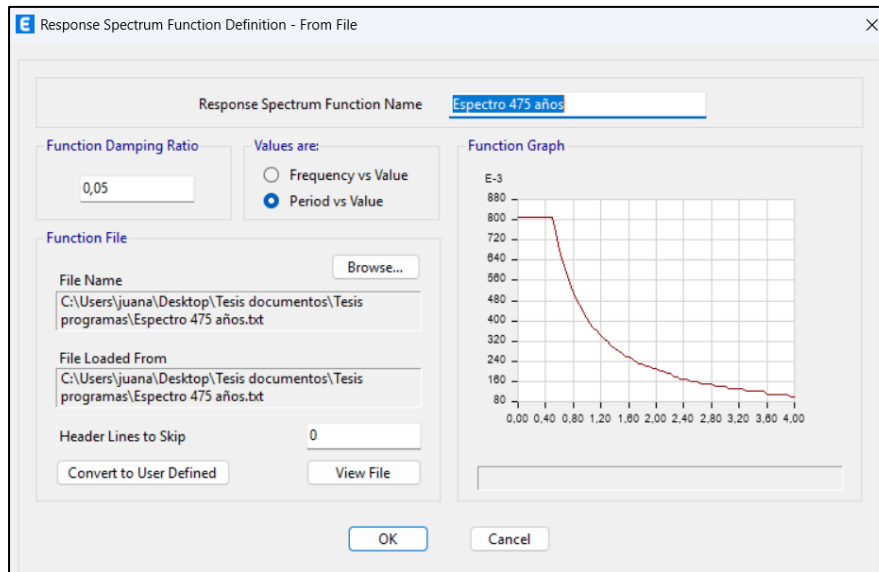 E Response Spectrum Function Definition - From File
Response Spectrum Function Name
Espectro 475 años
Function Damping Ratio
0,05
Values are:
Frequency vs Value
Period vs Value
Function File
Browse...
File Name
C:\Users\juana\Desktop\Tesis documentos\Tesis
programas\Espectro 475 años.txt
File Loaded From
C:\Users\juana\Desktop\Tesis documentos\Tesis
programas\Espectro 475 años.txt
Header Lines to Skip
0
Convert to User Defined
View File
Function Graph
E-3
880
800
720
640
560
480
400
320
240
160
80
0,00 0,40 0,80 1,20 1,60 2,00 2,40 2,80 3,20 3,60 4,00
OK
Cancel